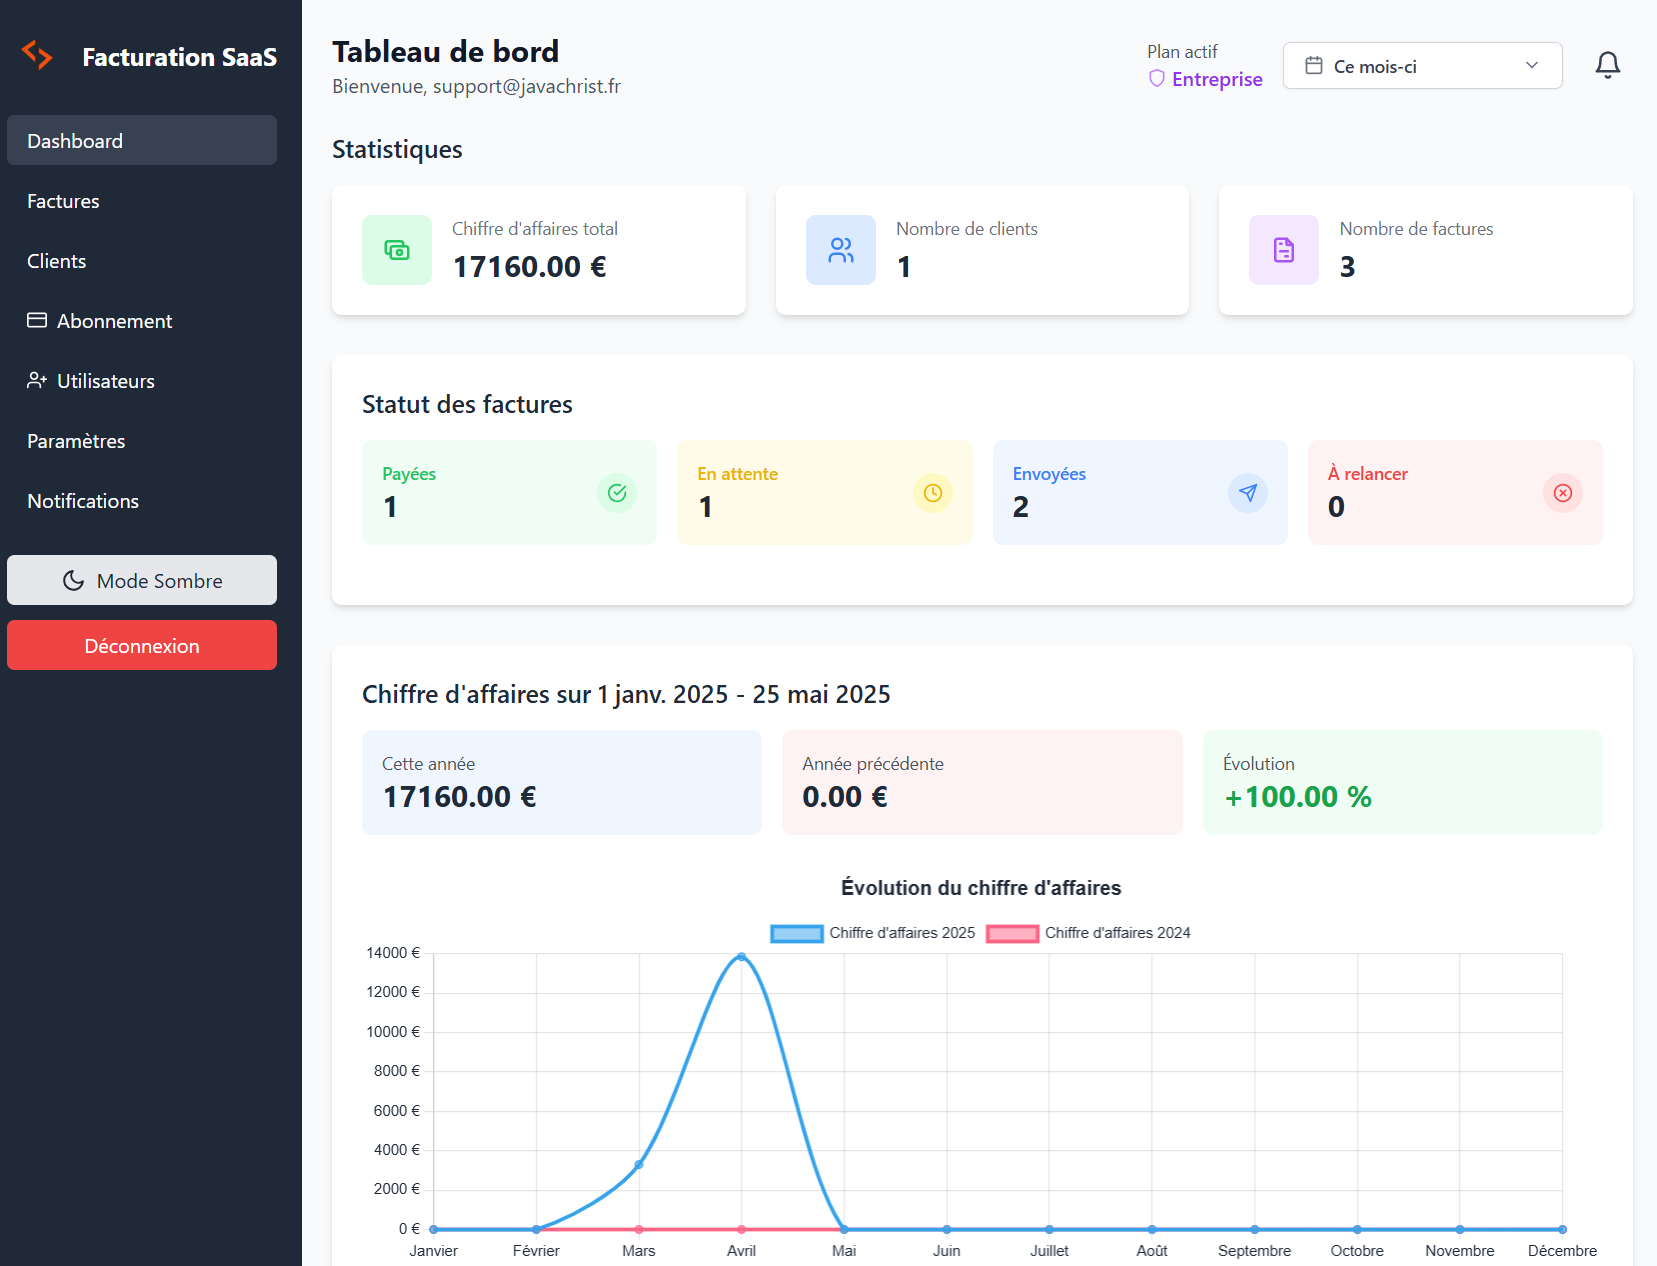 Facturation SaaS
Dashboard
Factures
Clients
Abonnement
Utilisateurs
Paramètres
Notifications
Mode Sombre
Déconnexion
Tableau de bord
Bienvenue, support@javachrist.fr
Plan actif
Entreprise
Ce mois-ci
Statistiques
Chiffre d'affaires total
17160.00 €
Nombre de clients
1
Nombre de factures
3
Statut des factures
Payées
1
En attente
1
Envoyées
2
À relancer
0
Chiffre d'affaires sur 1 janv. 2025 - 25 mai 2025
Cette année
17160.00 €
Année précédente
0.00 €
Évolution
+100.00 %
Évolution du chiffre d'affaires
Chiffre d'affaires 2025 Chiffre d'affaires 2024
14000 €
12000 €
10000 €
8000 €
6000 €
4000 €
2000 €
0 €
Janvier Février Mars Avril Mai Juin Juillet Août Septembre Octobre Novembre Décembre